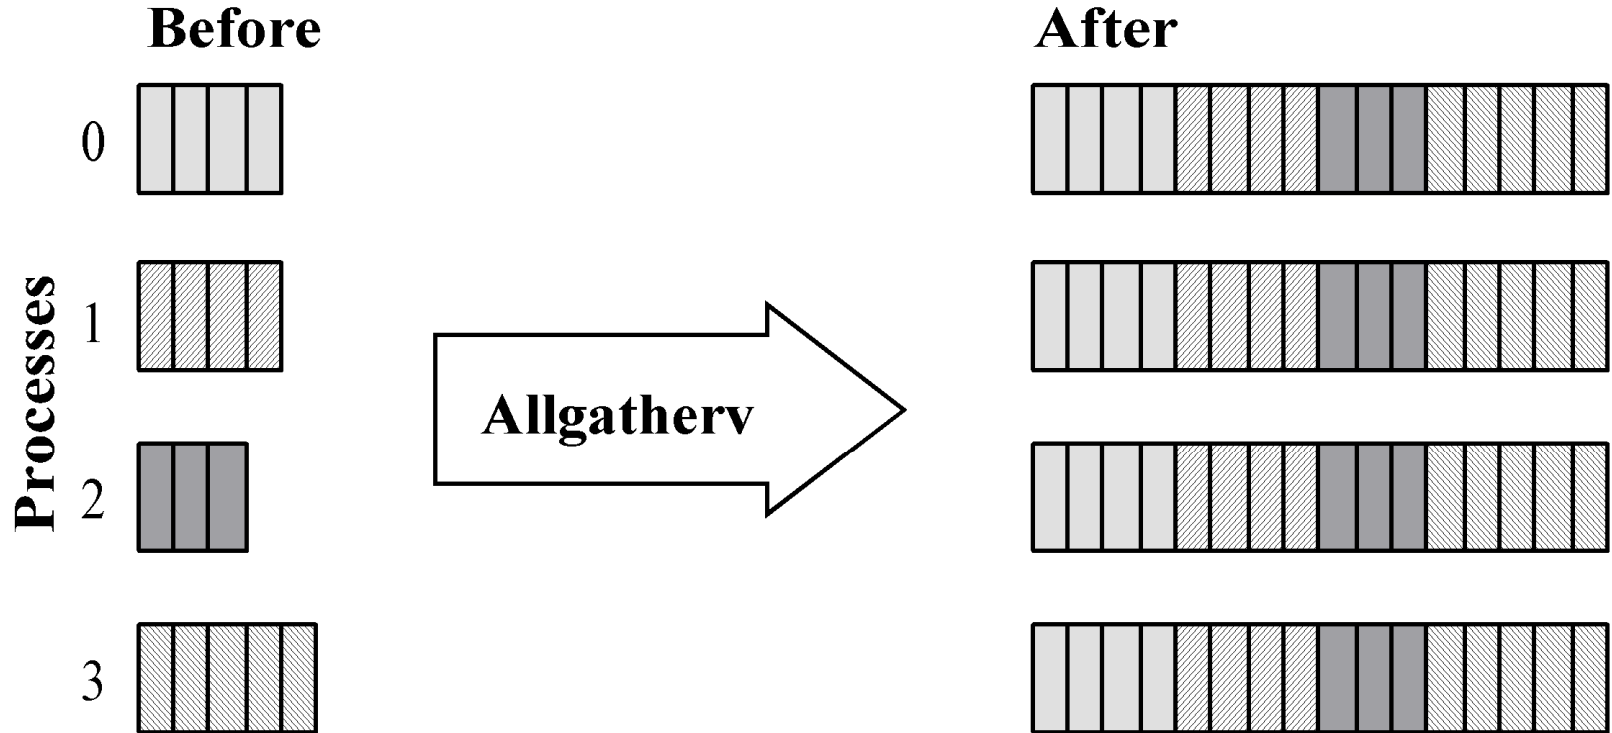 Before
After
Processes
0
1
2
3
Allgatherv